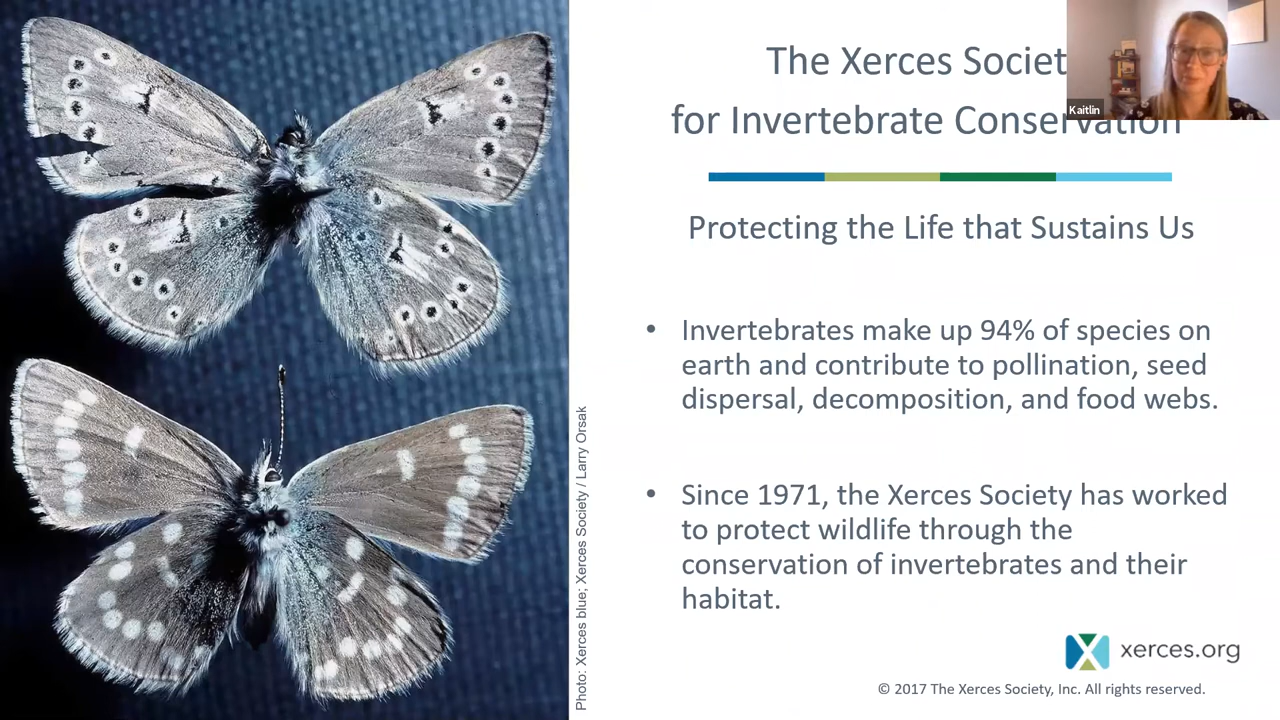 The Xerces Societ
for Invertebrate Conservation
Kaitlin
Protecting the Life that Sustains Us
• Invertebrates make up 94% of species on
earth and contribute to pollination, seed
dispersal, decomposition, and food webs.
• Since 1971, the Xerces Society has worked
to protect wildlife through the
conservation of invertebrates and their
habitat.
Photo: Xerces blue; Xerces Society / Larry Orsak
xerces.org
© 2017 The Xerces Society, Inc. All rights reserved.